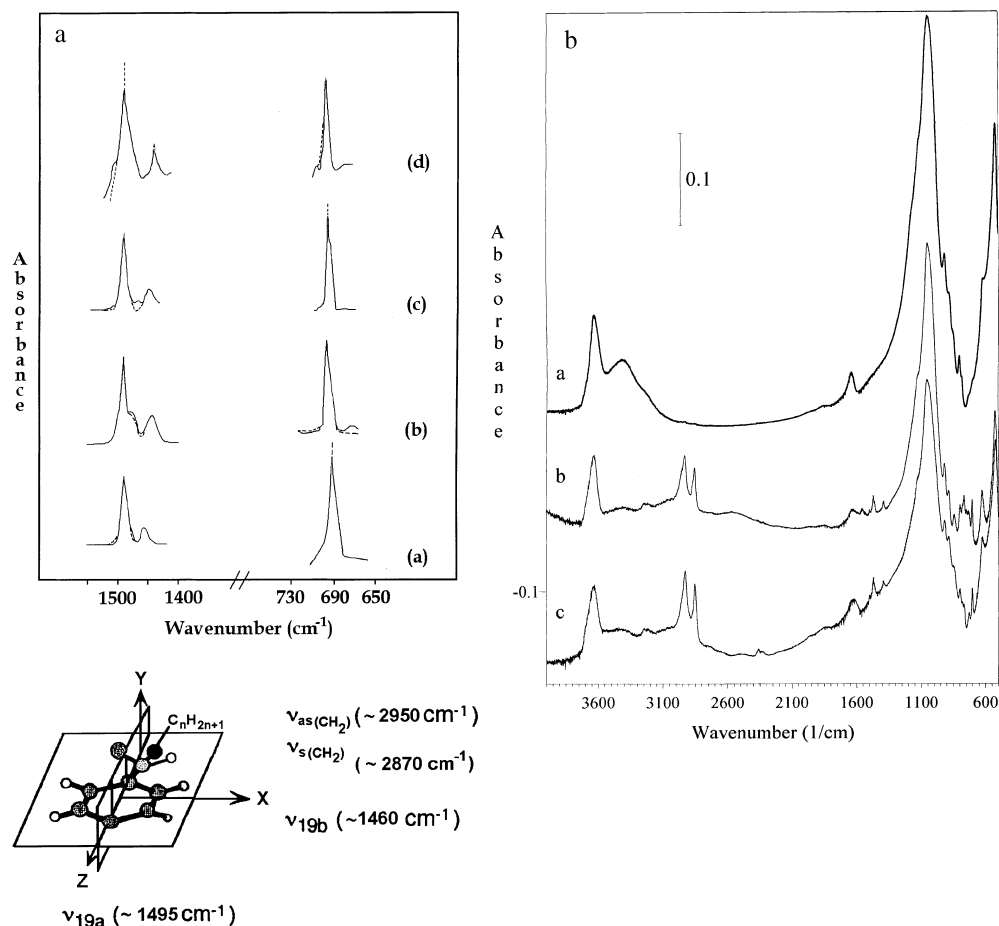 a
(d)
(c)
(b)
(a)
Absorbance
1500 1400 730 690 650
Wavenumber (cm-1)
b
0.1
a
b
-0.1
c
Absorbance
3600 3100 2600 2100 1600 1100 600
Wavenumber (1/cm)
Y
CnH2n+1
X
Z
νas(CH2) (~ 2950 cm-1)
νs(CH2) (~ 2870 cm-1)
ν19b (~1460 cm-1)
ν19a (~ 1495 cm-1)